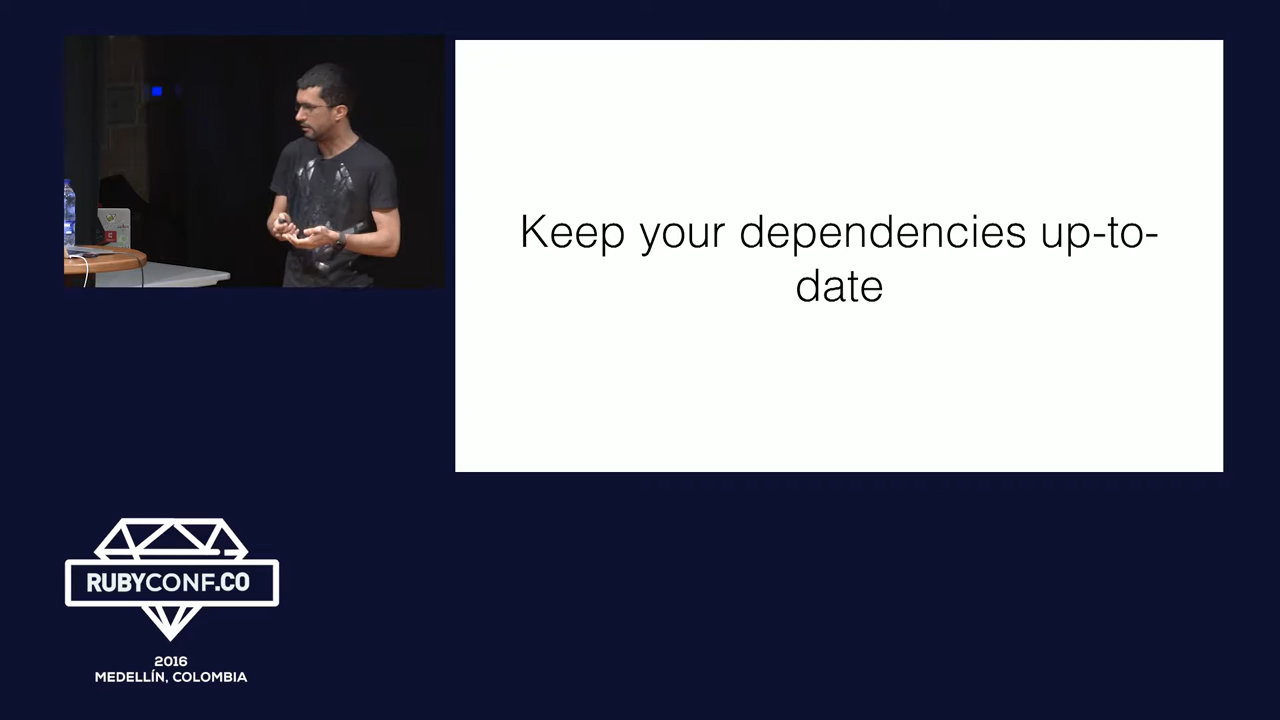 Keep your dependencies up-to-
date
RUBYCONF.CO
2016
MEDELLÍN, COLOMBIA